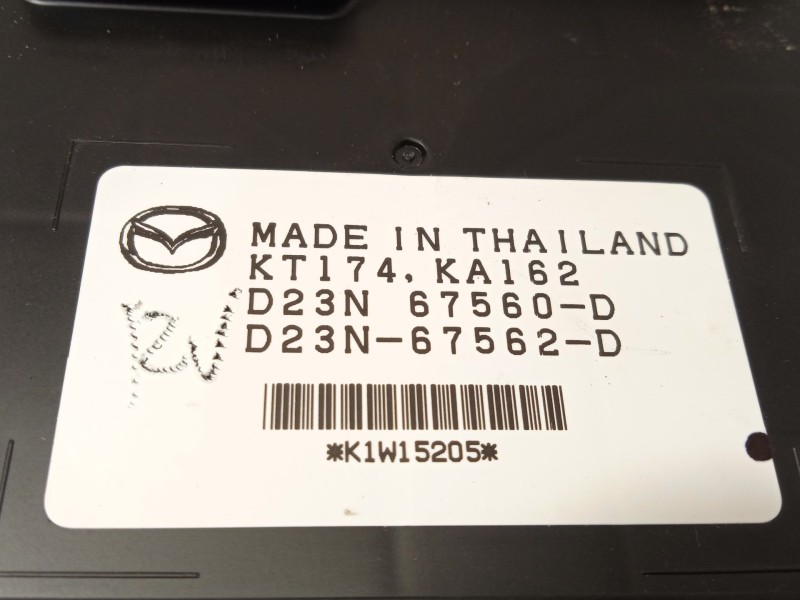 MADE IN THAILAND
KT174, KA162
D23N 67560-D
D23N-67562-D
*K1W15205*